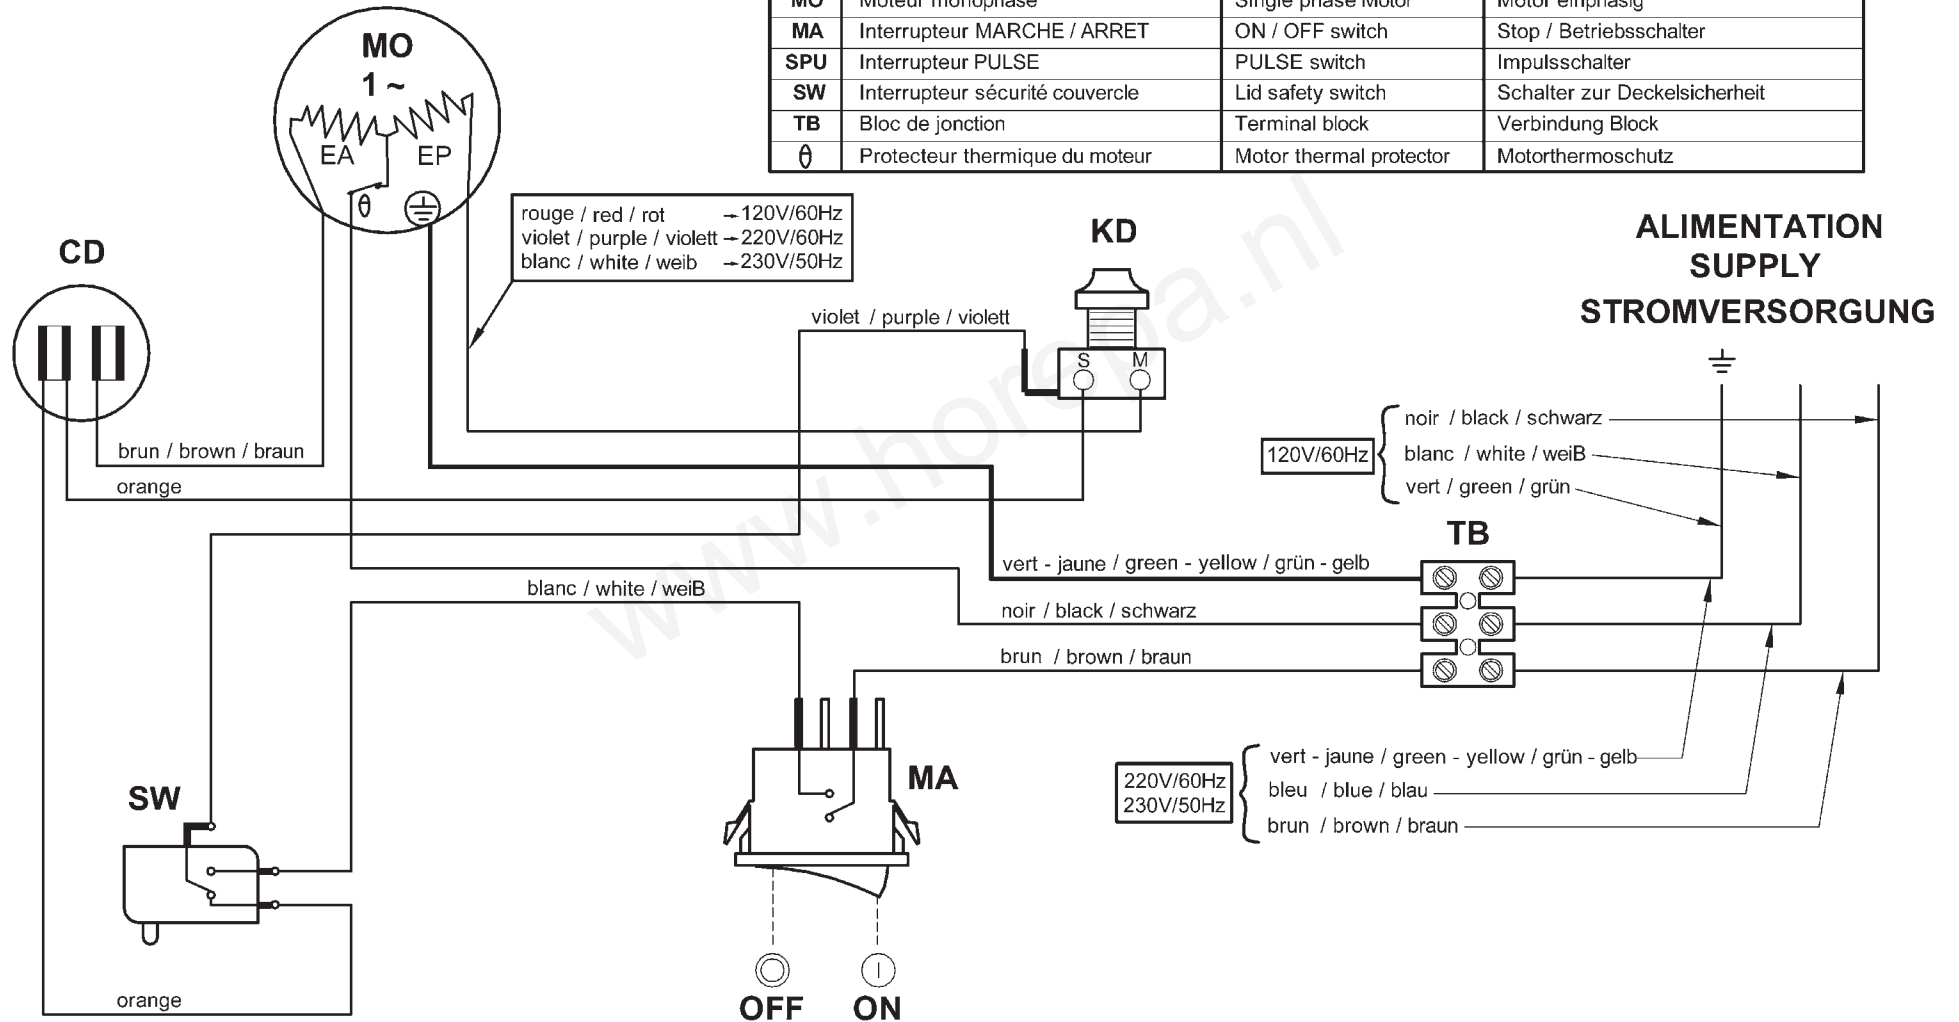 MO Moteur monophasé Single phase Motor Motor einphasig
MA Interrupteur MARCHE / ARRET ON / OFF switch Stop / Betriebsschalter
SPU Interrupteur PULSE PULSE switch Impulsschalter
SW Interrupteur sécurité couvercle Lid safety switch Schalter zur Deckelsicherheit
TB Bloc de jonction Terminal block Verbindung Block
θ Protecteur thermique du moteur Motor thermal protector Motorthermoschutz
MO
1 ~
EA EP
θ
rouge / red / rot →120V/60Hz
violet / purple / violett →220V/60Hz
blanc / white / weib →230V/50Hz
CD
KD
S M
ALIMENTATION
SUPPLY
STROMVERSORGUNG
violet / purple / violett
brun / brown / braun
orange
120V/60Hz
noir / black / schwarz
blanc / white / weiB
vert / green / grün
TB
vert - jaune / green - yellow / grün - gelb
blanc / white / weiB
noir / black / schwarz
brun / brown / braun
www.horepa.nl
SW
MA
220V/60Hz
230V/50Hz
vert - jaune / green - yellow / grün - gelb
bleu / blue / blau
brun / brown / braun
orange
OFF ON